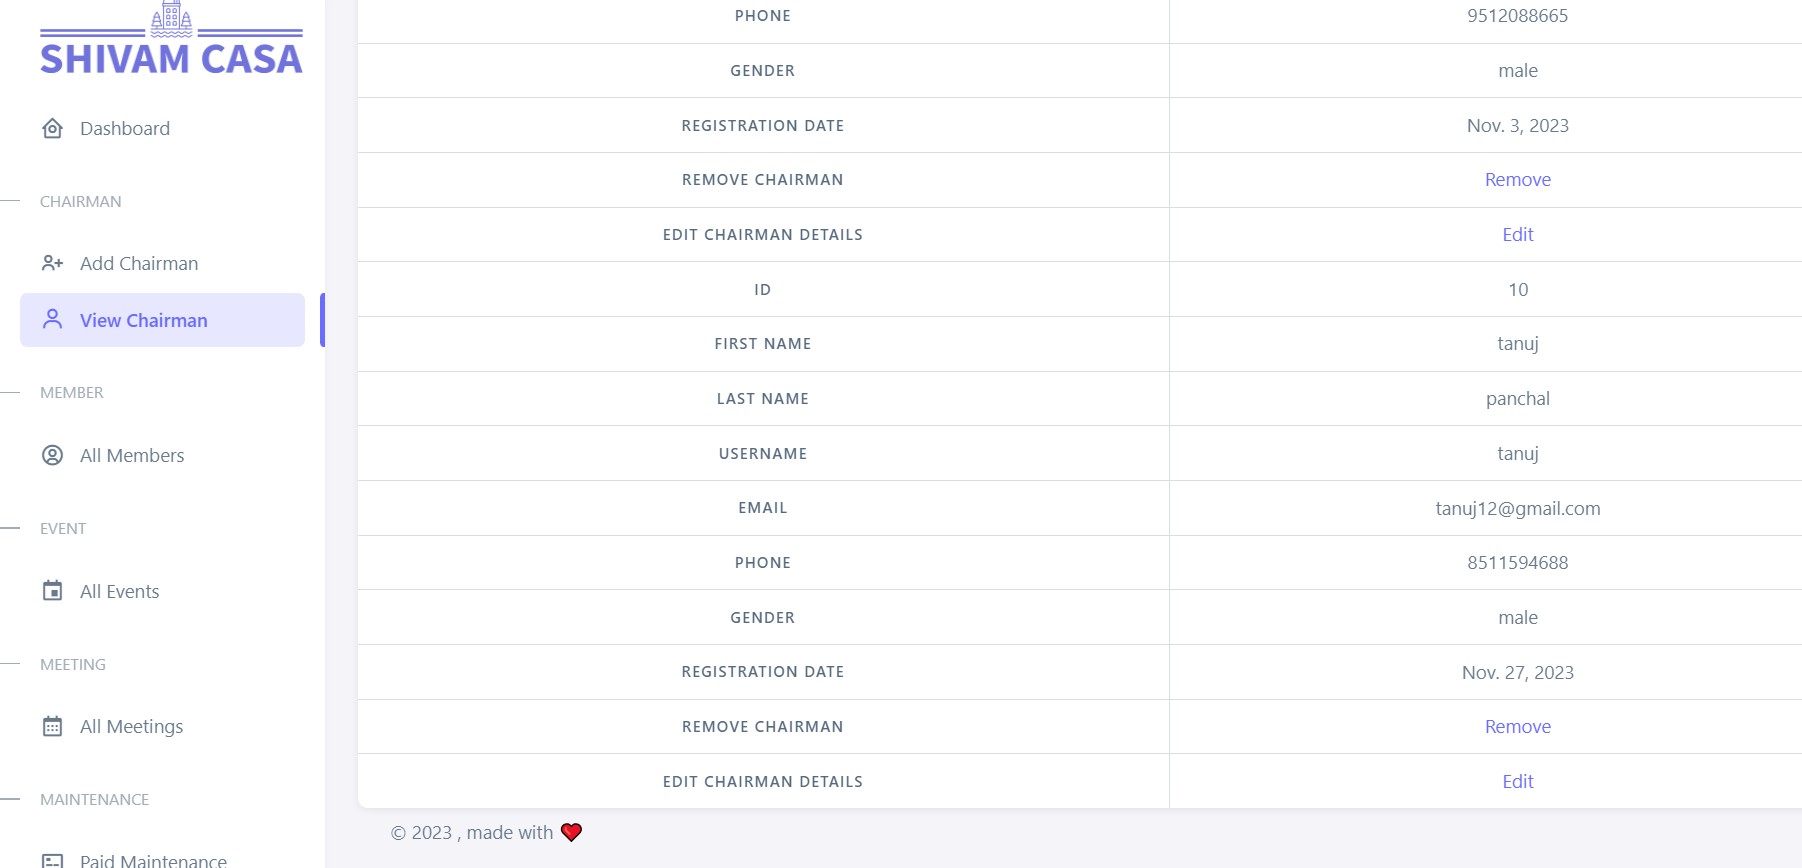 SHIVAM CASA
Dashboard
CHAIRMAN
Add Chairman
View Chairman
MEMBER
All Members
EVENT
All Events
MEETING
All Meetings
MAINTENANCE
Paid Maintenance
PHONE 9512088665
GENDER male
REGISTRATION DATE Nov. 3, 2023
REMOVE CHAIRMAN Remove
EDIT CHAIRMAN DETAILS Edit
ID 10
FIRST NAME tanuj
LAST NAME panchal
USERNAME tanuj
EMAIL tanuj12@gmail.com
PHONE 8511594688
GENDER male
REGISTRATION DATE Nov. 27, 2023
REMOVE CHAIRMAN Remove
EDIT CHAIRMAN DETAILS Edit
© 2023 , made with ❤️